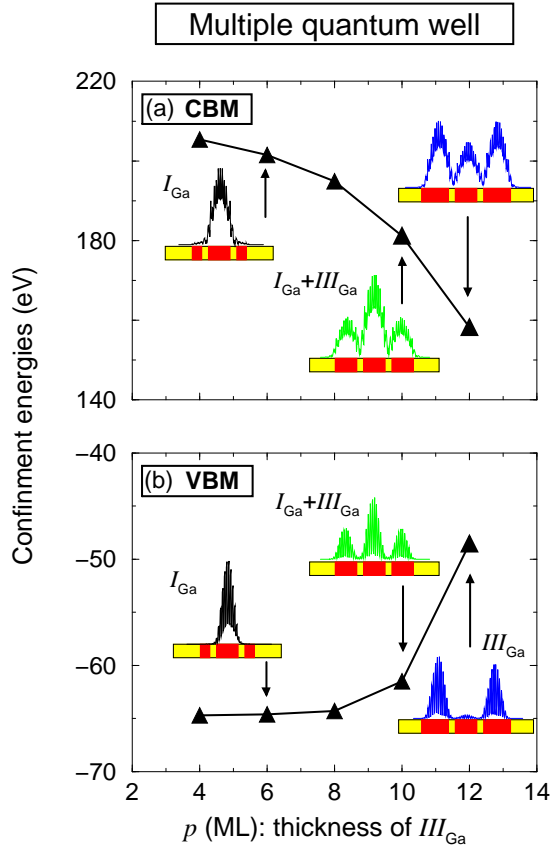 Multiple quantum well
220
(a) CBM
I_Ga
180
I_Ga+III_Ga
140
Confinment energies (eV)
−40
(b) VBM
I_Ga+III_Ga
−50
I_Ga
III_Ga
−60
−70
2 4 6 8 10 12 14
p (ML): thickness of III_Ga